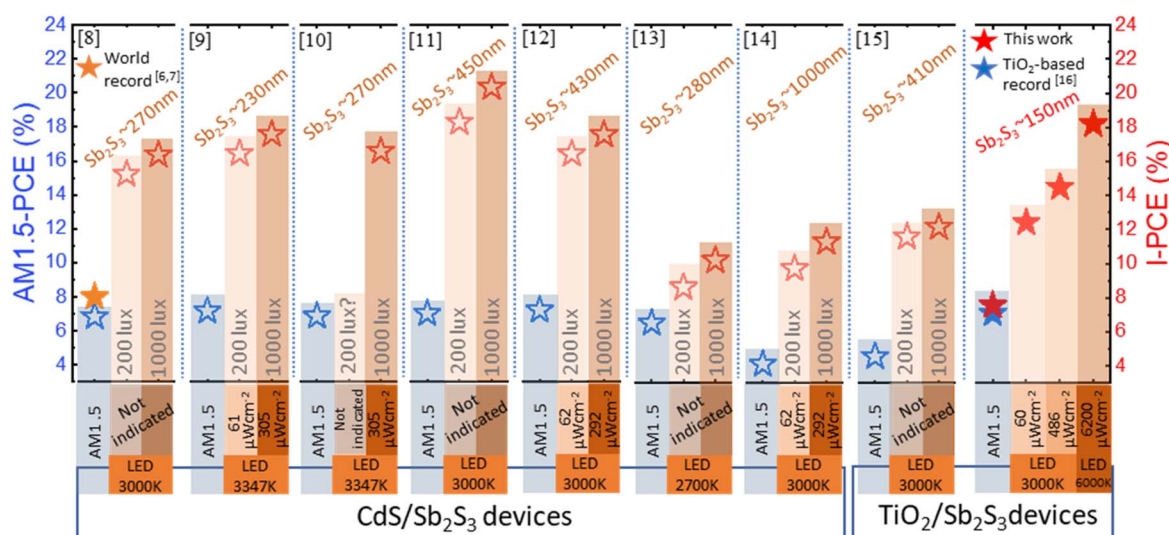 24
22
20
18
16
14
12
10
8
6
4
AM1.5-PCE (%)
[8]
World
record [6,7]
Sb₂S₃~270nm
200 lux
1000 lux
[9]
Sb₂S₃~230nm
200 lux
1000 lux
[10]
Sb₂S₃~270nm
200 lux?
1000 lux
[11]
Sb₂S₃~450nm
200 lux
1000 lux
[12]
Sb₂S₃~430nm
200 lux
1000 lux
[13]
Sb₂S₃~280nm
200 lux
1000 lux
[14]
Sb₂S₃~1000nm
200 lux
1000 lux
[15]
Sb₂S₃~410nm
200 lux
1000 lux
This work
TiO₂-based
record [16]
Sb₂S₃~150nm
24
22
20
18
16
14
12
10
8
6
4
I-PCE (%)
AM1.5
Not
indicated
LED
3000K
AM1.5
61
µWcm⁻²
305
µWcm⁻²
LED
3347K
AM1.5
Not
indicated
305
µWcm⁻²
LED
3347K
AM1.5
Not
indicated
LED
3000K
AM1.5
62
µWcm⁻²
292
µWcm⁻²
LED
3000K
AM1.5
Not
indicated
LED
2700K
AM1.5
62
µWcm⁻²
292
µWcm⁻²
LED
3000K
AM1.5
Not
indicated
LED
3000K
AM1.5
60
µWcm⁻²
486
µWcm⁻²
6200
µWcm⁻²
LED
3000K
LED
6000K
CdS/Sb₂S₃ devices
TiO₂/Sb₂S₃devices